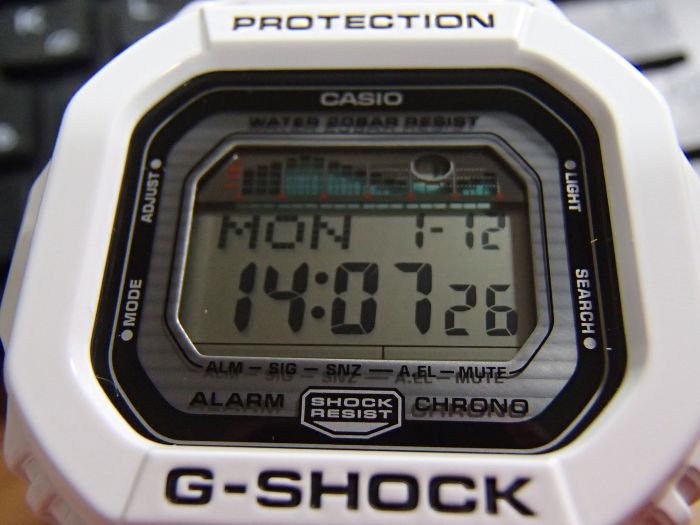 PROTECTION
CASIO
WATER 20BAR RESIST
ADJUST
LIGHT
MON 1-12
14:07 26
MODE
SEARCH
ALM – SIG – SNZ – A.EL – MUTE
ALARM SHOCK RESIST CHRONO
G-SHOCK